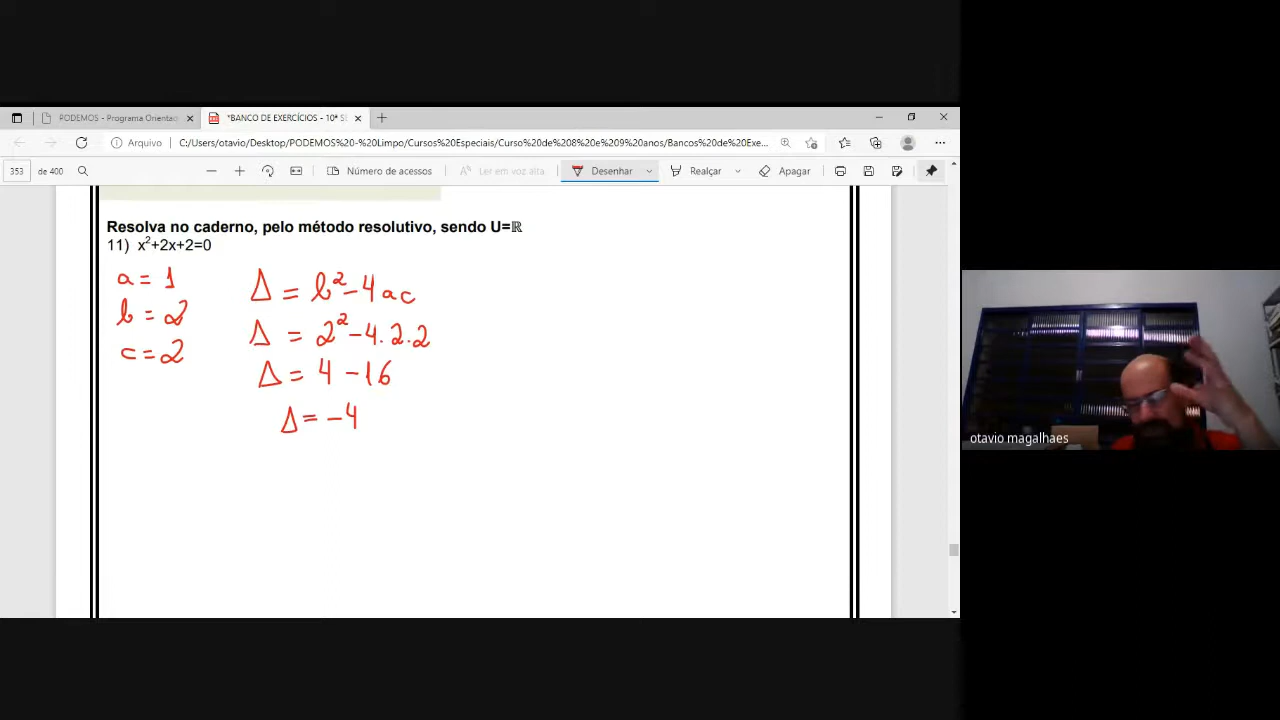 PODEMOS - Programa Orientaç
*BANCO DE EXERCÍCIOS - 10ª SE
Arquivo
C:/Users/otavio/Desktop/PODEMOS%20-%20Limpo/Cursos%20Especiais/Curso%20de%208%20e%209%20anos/Bancos%20de%20Exe...
353
de 400
Número de acessos
Ler em voz alta
Desenhar
Realçar
Apagar
Resolva no caderno, pelo método resolutivo, sendo U=ℝ
11) x²+2x+2=0
a = 1
b = 2
c = 2
Δ = b² - 4ac
Δ = 2² - 4.2.2
Δ = 4 - 16
Δ = -4
otavio magalhaes